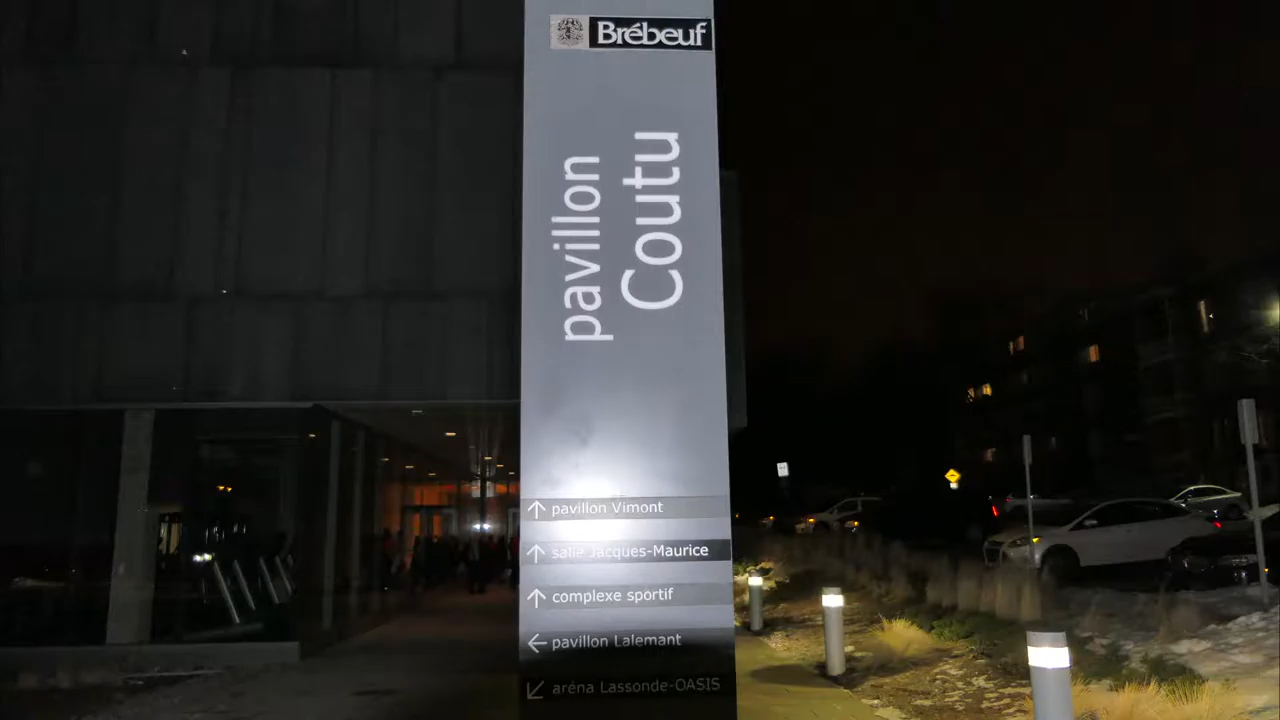 Brébeuf
pavillon
Coutu
↑ pavillon Vimont
↑ salle Jacques-Maurice
↑ complexe sportif
← pavillon Lalemant
↙ aréna Lassonde-OASIS